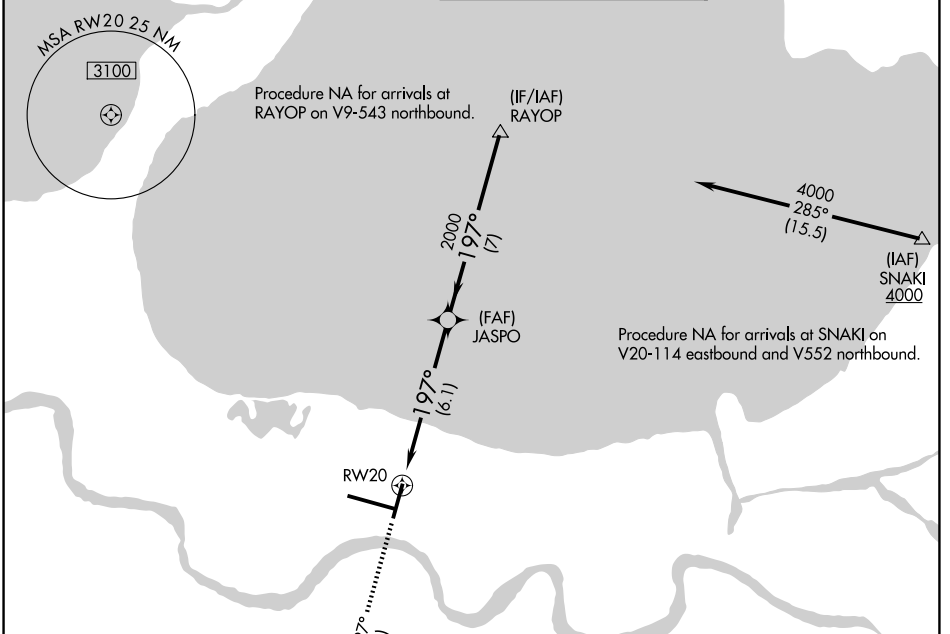 MSA RW20 25 NM
3100
Procedure NA for arrivals at
RAYOP on V9-543 northbound.
(IF/IAF)
RAYOP
2000
197°
(7)
4000
285°
(15.5)
(IAF)
SNAKI
4000
(FAF)
JASPO
Procedure NA for arrivals at SNAKI on
V20-114 eastbound and V552 northbound.
197°
(6.1)
RW20